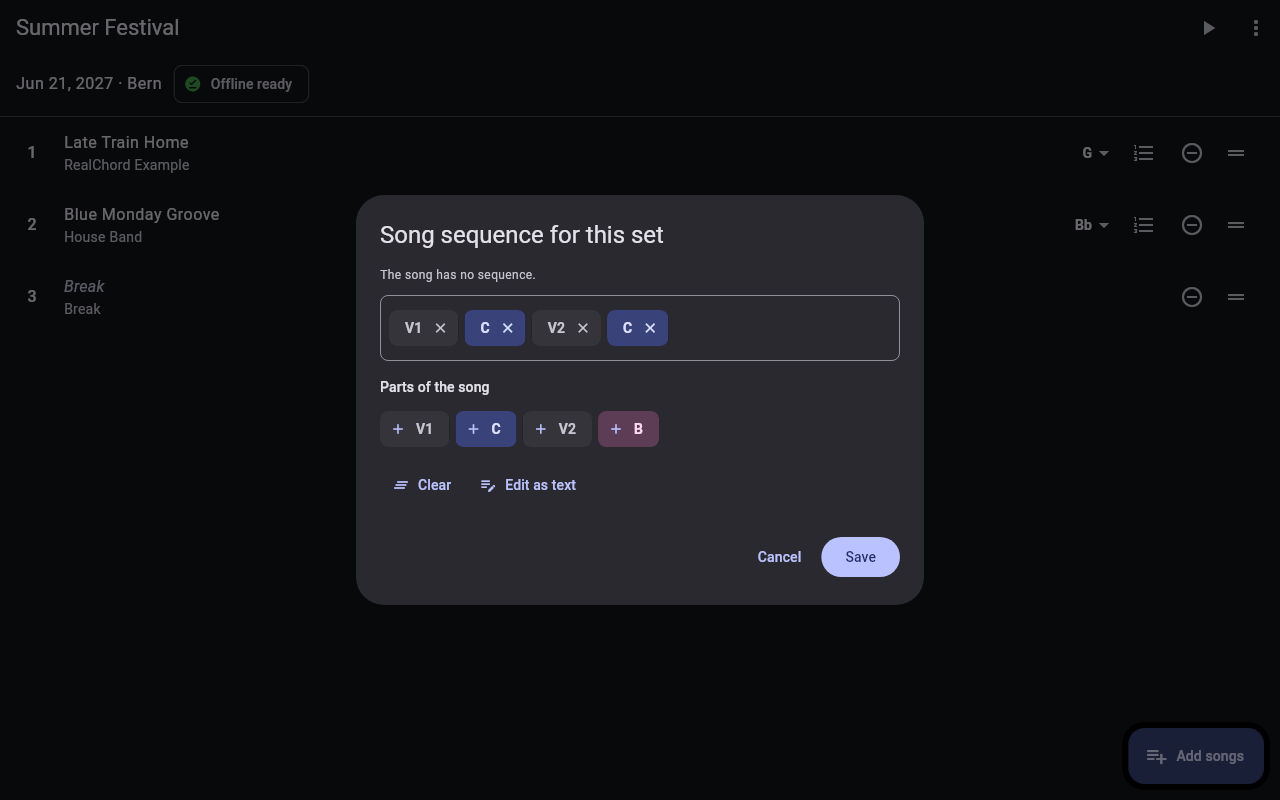 Summer Festival
Jun 21, 2027 · Bern
Offline ready
1
Late Train Home
RealChord Example
G
2
Blue Monday Groove
House Band
Bb
3
Break
Break
Song sequence for this set
The song has no sequence.
V1 C V2 C
Parts of the song
V1 C V2 B
Clear
Edit as text
Cancel
Save
Add songs